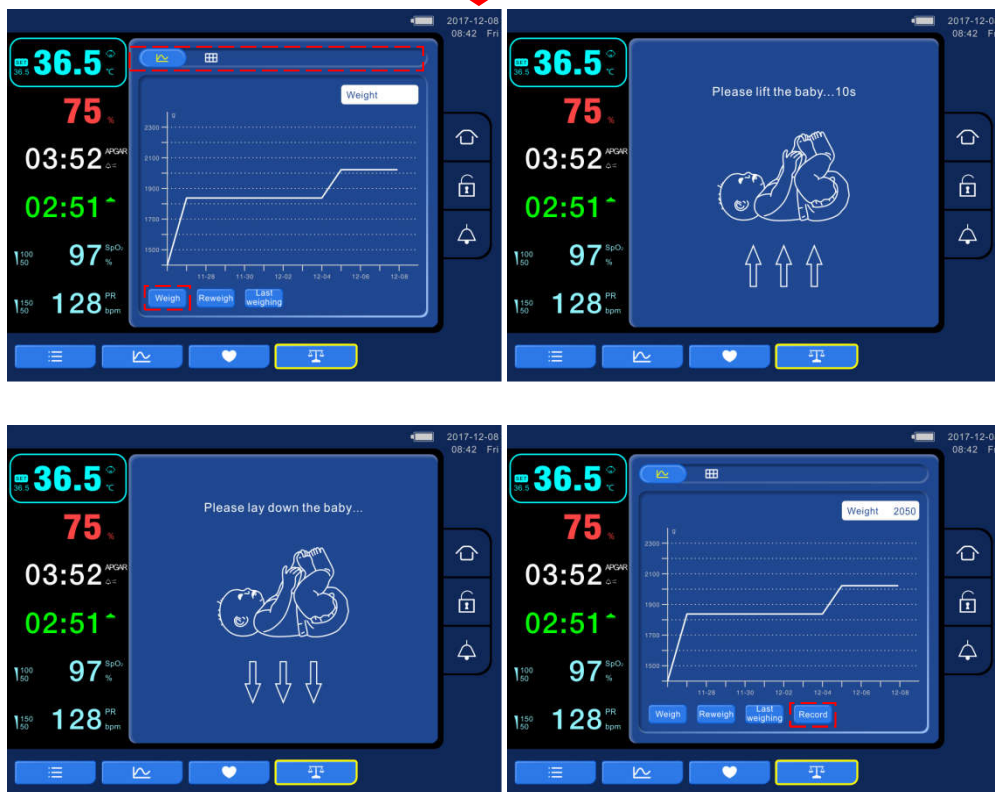 2017-12-08
08:42 Fri
SET
36.5
36.5 ℃
75 %
03:52 APGAR
02:51
100
50
97 SpO₂
%
150
50
128 PR
bpm
Weight
g
2300
2100
1900
1700
1500
11-28 11-30 12-02 12-04 12-06 12-08
Weigh Reweigh Last weighing
2017-12-0
08:42 F
SET
36.5
36.5 ℃
75 %
03:52 APGAR
02:51
100
50
97 SpO₂
%
150
50
128 PR
bpm
Please lift the baby...10s
2017-12-08
08:42 Fri
SET
36.5
36.5 ℃
75 %
03:52 APGAR
02:51
100
50
97 SpO₂
%
150
50
128 PR
bpm
Please lay down the baby...
2017-12-0
08:42 F
SET
36.5
36.5 ℃
75 %
03:52 APGAR
02:51
100
50
97 SpO₂
%
150
50
128 PR
bpm
Weight 2050
g
2300
2100
1900
1700
1500
11-28 11-30 12-02 12-04 12-06 12-08
Weigh Reweigh Last weighing Record